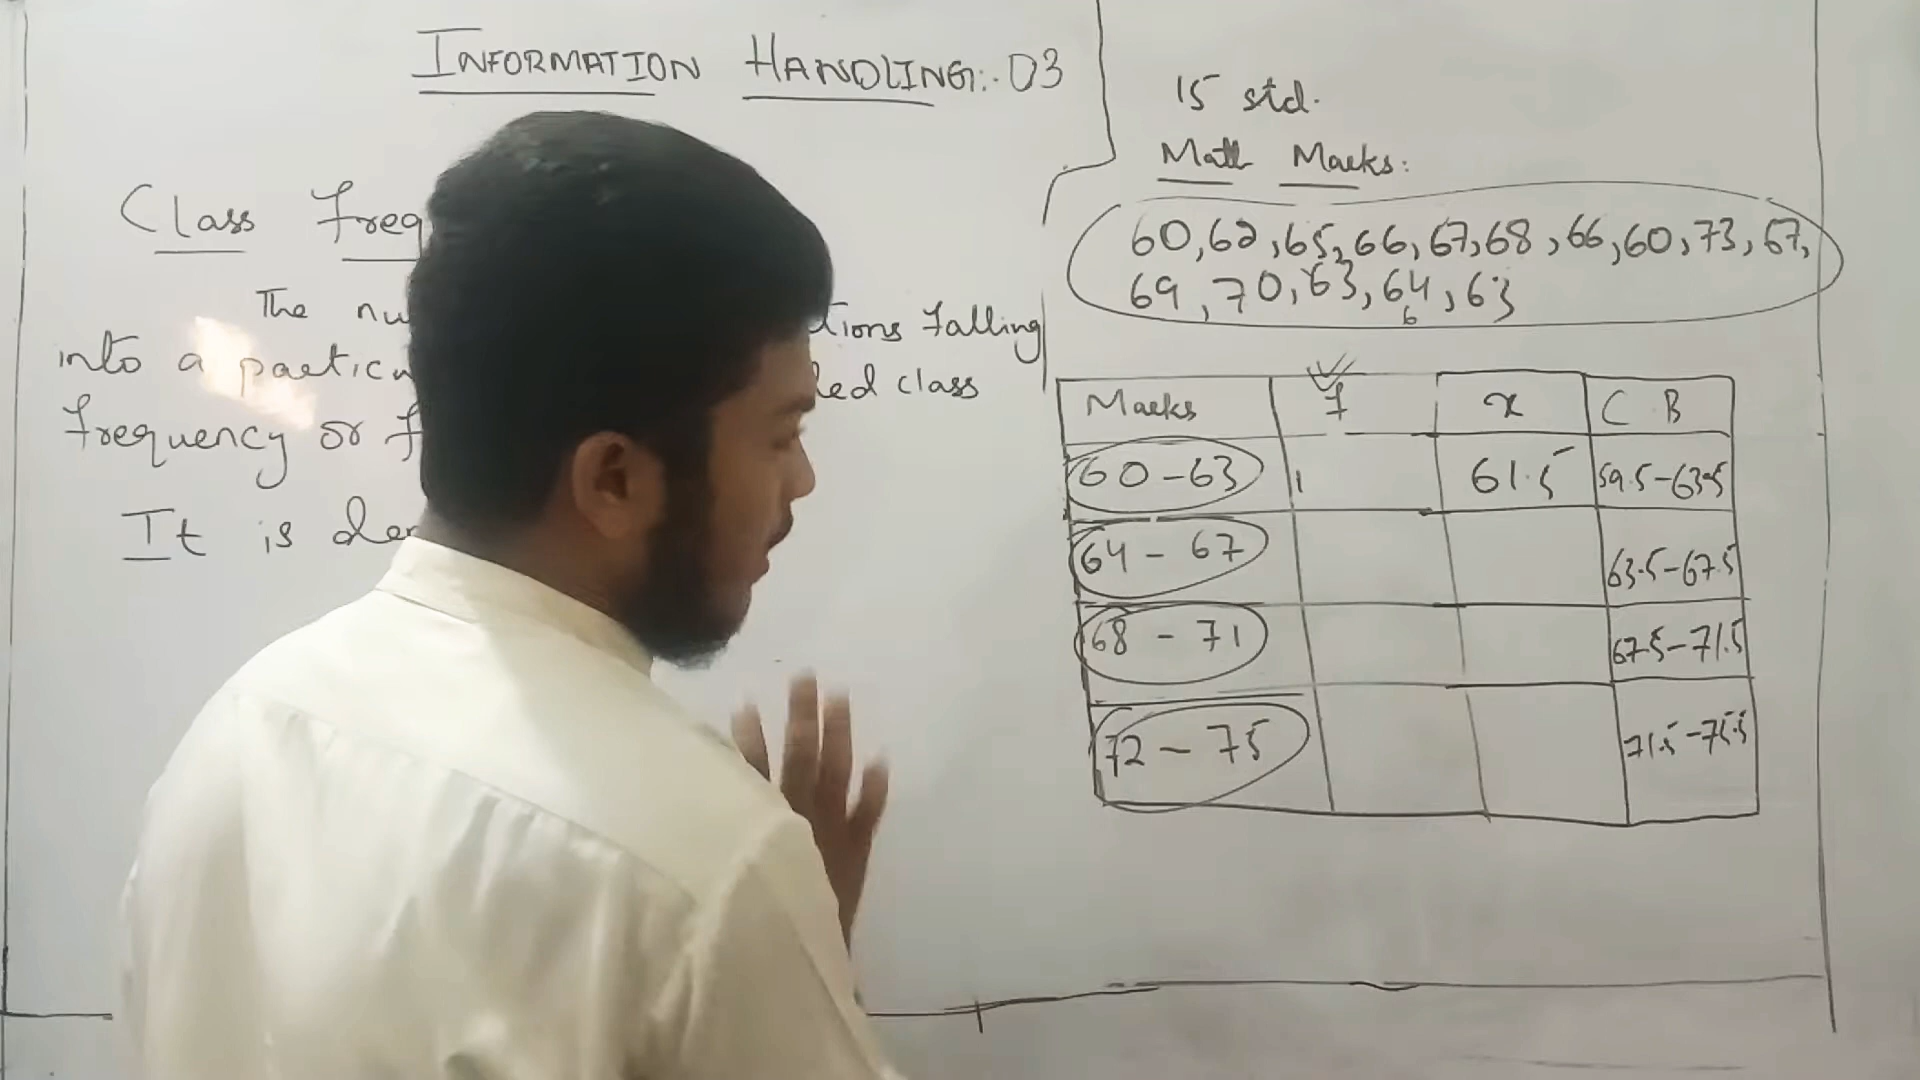 INFORMATION HANDLING:. 03
Class Freq
The nu tions falling
into a particu led class
frequency or f
It is de
15 std.
Math Marks:
60,62,65,66,67,68,66,60,73,67,
69,70,63,64,63
6
Marks f x C B
60-63 1 61.5 59.5-63.5
64-67 63.5-67.5
68-71 67.5-71.5
72-75 71.5-75.5